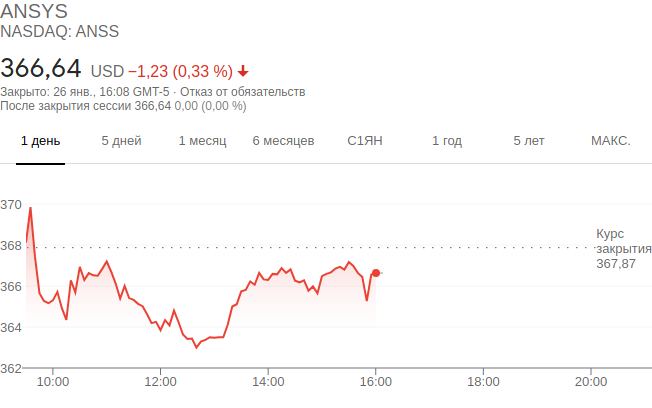 ANSYS
NASDAQ: ANSS
366,64 USD −1,23 (0,33 %)
Закрыто: 26 янв., 16:08 GMT-5 · Отказ от обязательств
После закрытия сессии 366,64 0,00 (0,00 %)
1 день 5 дней 1 месяц 6 месяцев С1ЯН 1 год 5 лет МАКС.
370
Курс
368 закрытия
367,87
366
364
362
10:00 12:00 14:00 16:00 18:00 20:00